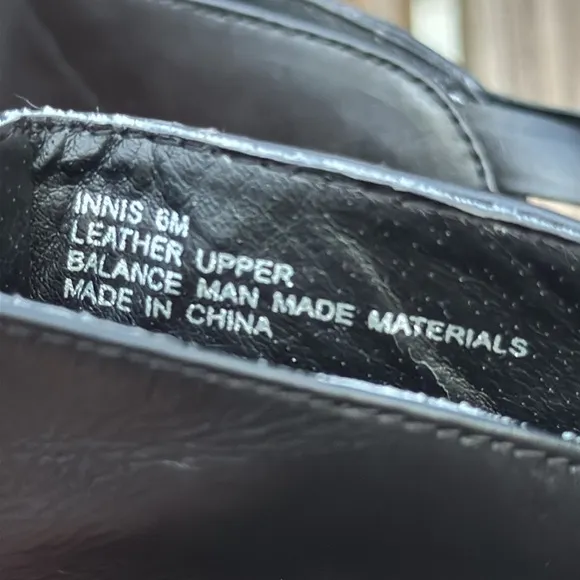 INNIS 6M
LEATHER UPPER
BALANCE MAN MADE MATERIALS
MADE IN CHINA